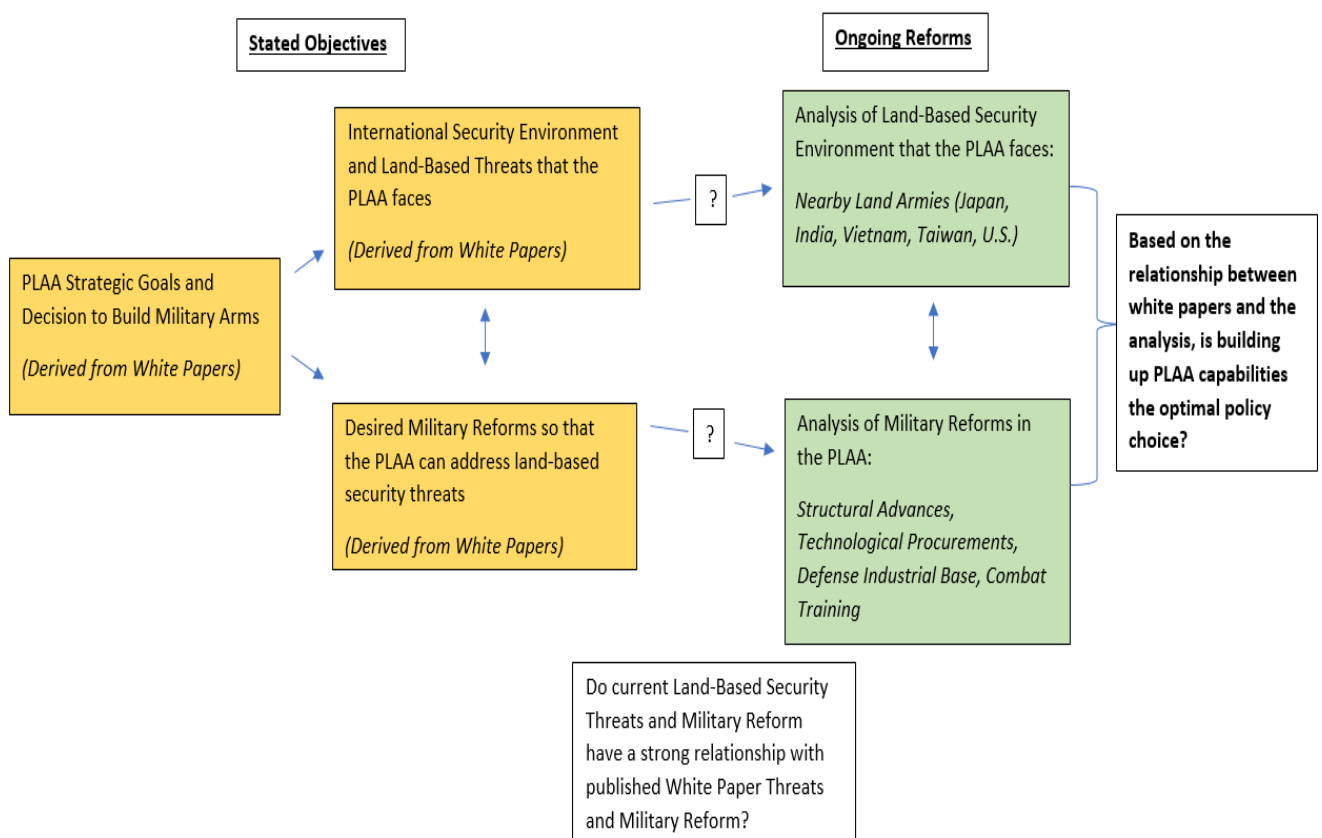 Stated Objectives
Ongoing Reforms
PLAA Strategic Goals and
Decision to Build Military Arms
(Derived from White Papers)
International Security Environment
and Land-Based Threats that the
PLAA faces
(Derived from White Papers)
Desired Military Reforms so that
the PLAA can address land-based
security threats
(Derived from White Papers)
?
?
Analysis of Land-Based Security
Environment that the PLAA faces:
Nearby Land Armies (Japan,
India, Vietnam, Taiwan, U.S.)
Analysis of Military Reforms in
the PLAA:
Structural Advances,
Technological Procurements,
Defense Industrial Base, Combat
Training
Based on the
relationship between
white papers and the
analysis, is building
up PLAA capabilities
the optimal policy
choice?
Do current Land-Based Security
Threats and Military Reform
have a strong relationship with
published White Paper Threats
and Military Reform?